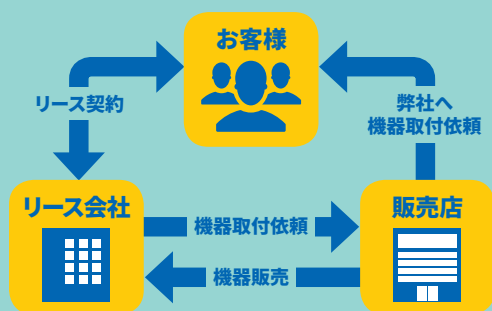 お客様
リース契約
弊社へ
機器取付依頼
リース会社
機器取付依頼
機器販売
販売店